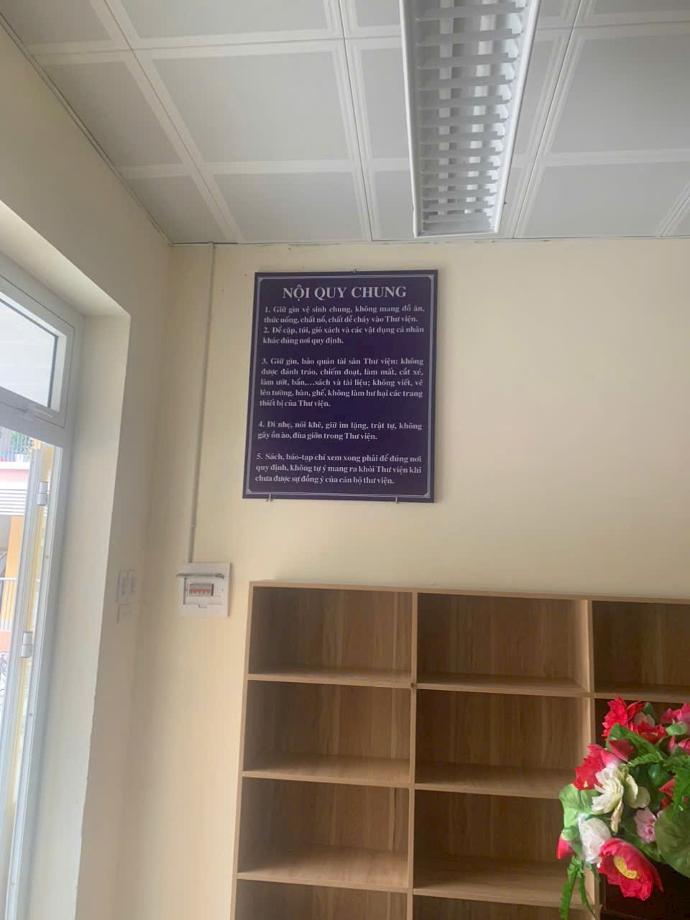 NỘI QUY CHUNG
1. Giữ gìn vệ sinh chung, không mang đồ ăn,
thức uống, chất nổ, chất dễ cháy vào Thư viện.
2. Để cặp, túi, giỏ xách và các vật dụng cá nhân
khác đúng nơi quy định.
3. Giữ gìn, bảo quản tài sản Thư viện: không
được đánh tráo, chiếm đoạt, làm mất, cắt xé,
làm ướt, bẩn,...sách và tài liệu; không viết, vẽ
lên tường, bàn, ghế, không làm hư hại các trang
thiết bị của Thư viện.
4. Đi nhẹ, nói khẽ, giữ im lặng, trật tự, không
gây ồn ào, đùa giỡn trong Thư viện.
5. Sách, báo-tạp chí xem xong phải để đúng nơi
quy định, không tự ý mang ra khỏi Thư viện khi
chưa được sự đồng ý của cán bộ thư viện.